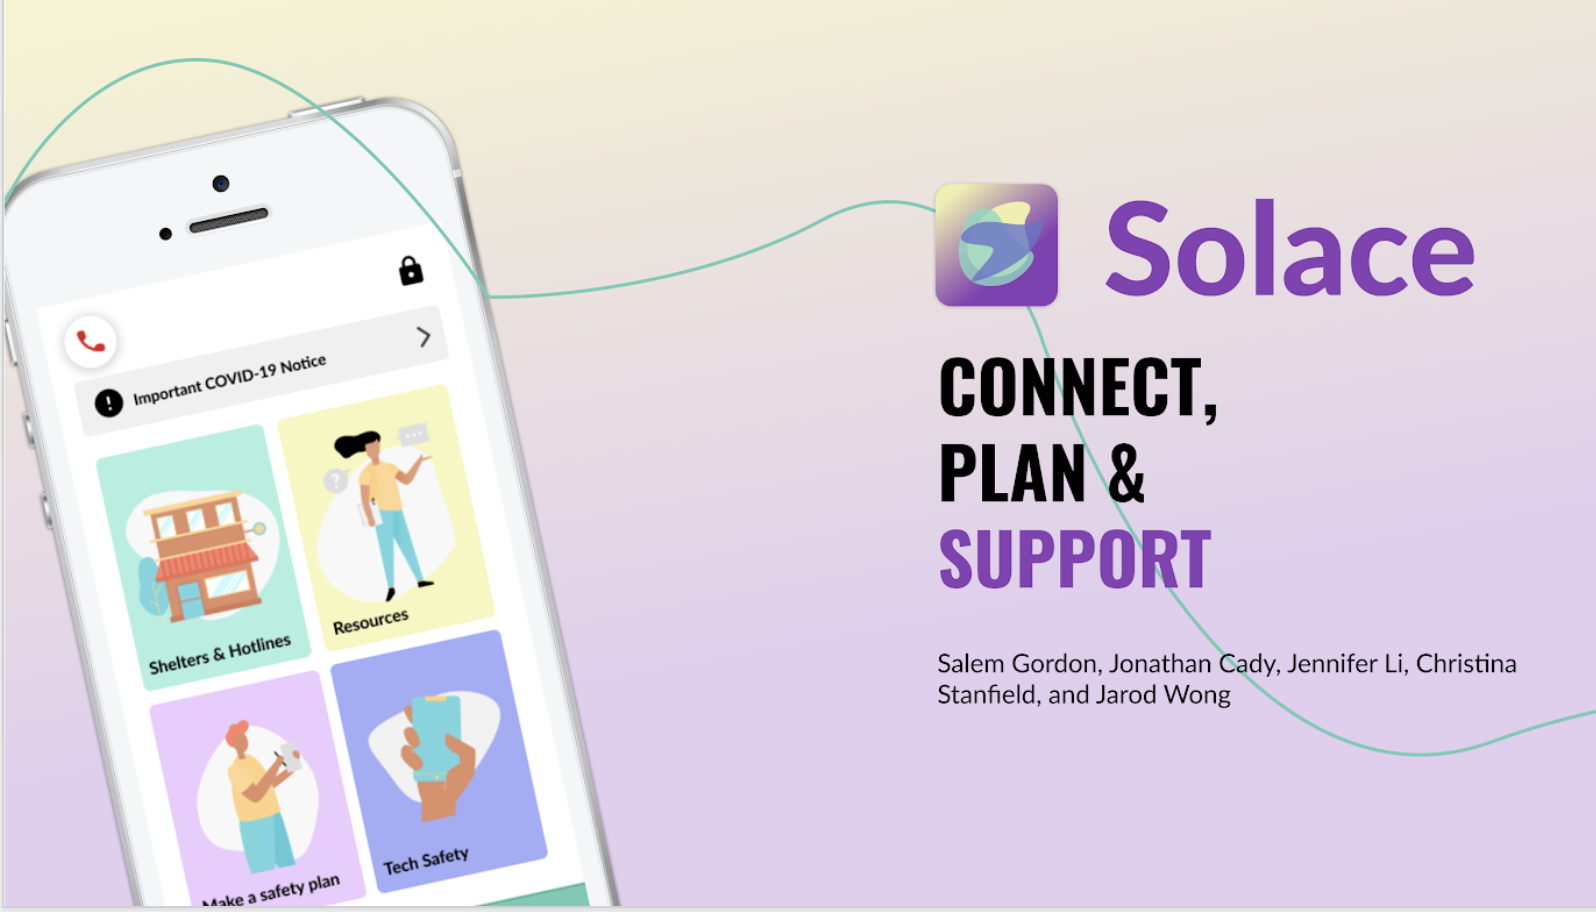 Important COVID-19 Notice
Shelters & Hotlines
Resources
Make a safety plan
Tech Safety
Solace
CONNECT,
PLAN &
SUPPORT
Salem Gordon, Jonathan Cady, Jennifer Li, Christina
Stanfield, and Jarod Wong